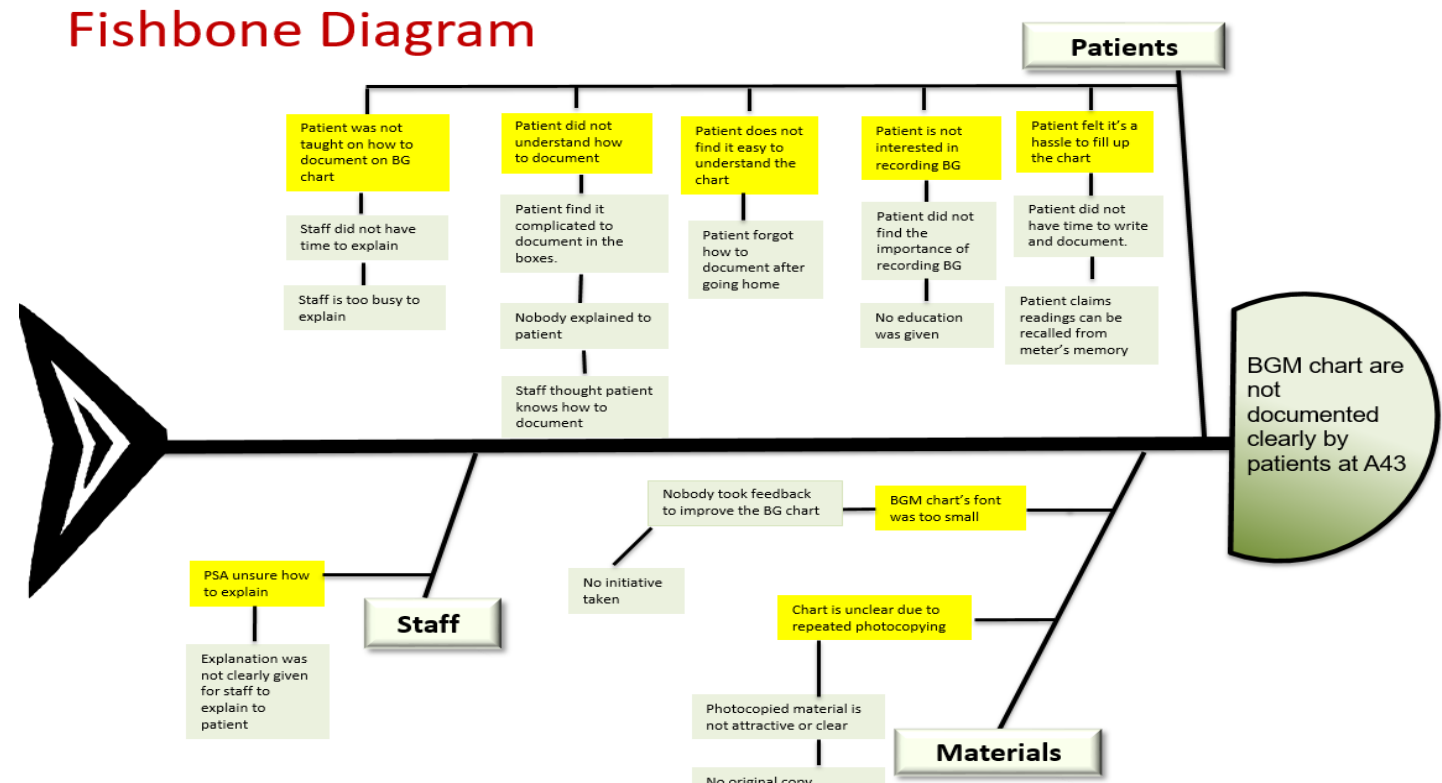 Fishbone Diagram
Patients
Patient was not
taught on how to
document on BG
chart
Staff did not have
time to explain
Staff is too busy to
explain
Patient did not
understand how
to document
Patient find it
complicated to
document in the
boxes.
Nobody explained to
patient
Staff thought patient
knows how to
document
Patient does not
find it easy to
understand the
chart
Patient forgot
how to
document after
going home
Patient is not
interested in
recording BG
Patient did not
find the
importance of
recording BG
No education
was given
Patient felt it's a
hassle to fill up
the chart
Patient did not
have time to write
and document.
Patient claims
readings can be
recalled from
meter's memory
BGM chart are
not
documented
clearly by
patients at A43
PSA unsure how
to explain
Explanation was
not clearly given
for staff to
explain to
patient
Staff
BGM chart's font
was too small
Nobody took feedback
to improve the BG chart
No initiative
taken
Chart is unclear due to
repeated photocopying
Photocopied material is
not attractive or clear
No original copy
Materials